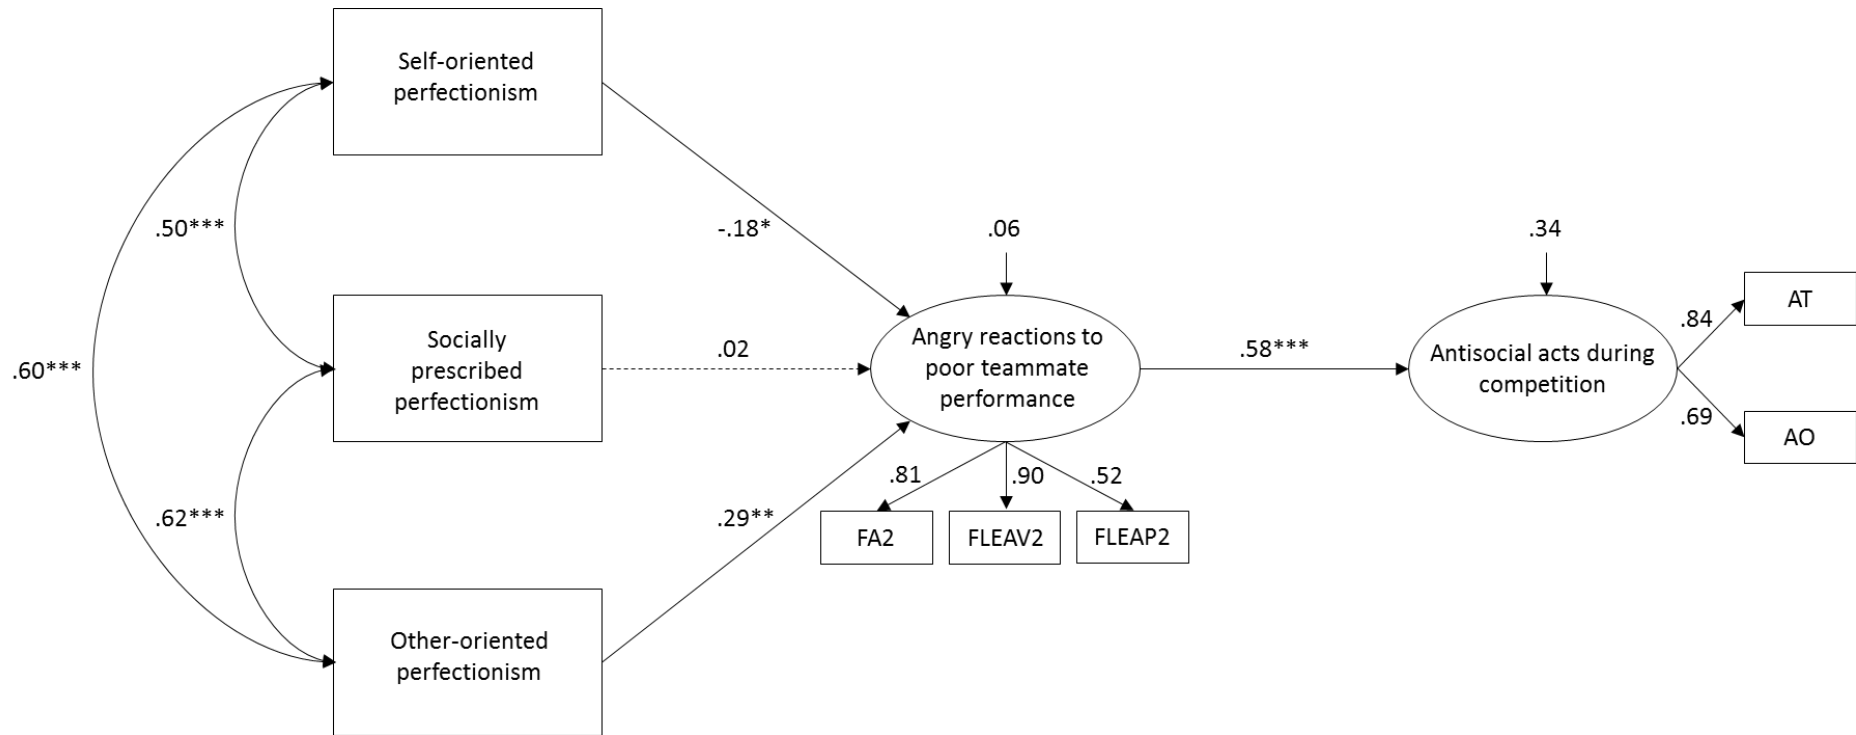 Self-oriented
perfectionism
.50***
-.18*
.06
.34
Socially
prescribed
perfectionism
.60***
.02
Angry reactions to
poor teammate
performance
.58***
Antisocial acts during
competition
.84
AT
.69
AO
.81
.90
.52
FA2
FLEAV2
FLEAP2
.62***
.29**
Other-oriented
perfectionism